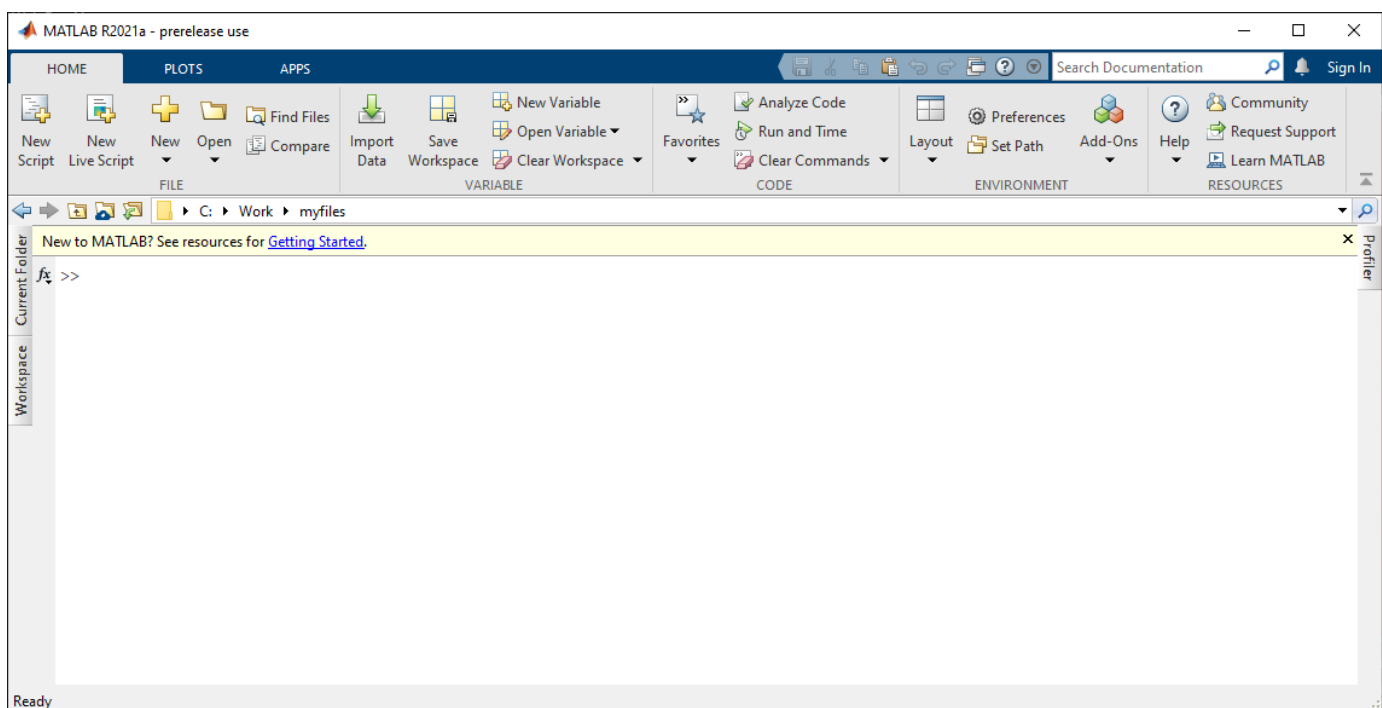 MATLAB R2021a - prerelease use
HOME PLOTS APPS Search Documentation Sign In
New Script
New Live Script
New
Open
Find Files
Compare
FILE
Import Data
Save Workspace
New Variable
Open Variable
Clear Workspace
VARIABLE
Favorites
Analyze Code
Run and Time
Clear Commands
CODE
Layout
Preferences
Set Path
Add-Ons
ENVIRONMENT
? Help
Community
Request Support
Learn MATLAB
RESOURCES
C: Work myfiles
Current Folder
Workspace
New to MATLAB? See resources for Getting Started.
Profiler
fx >>
Ready